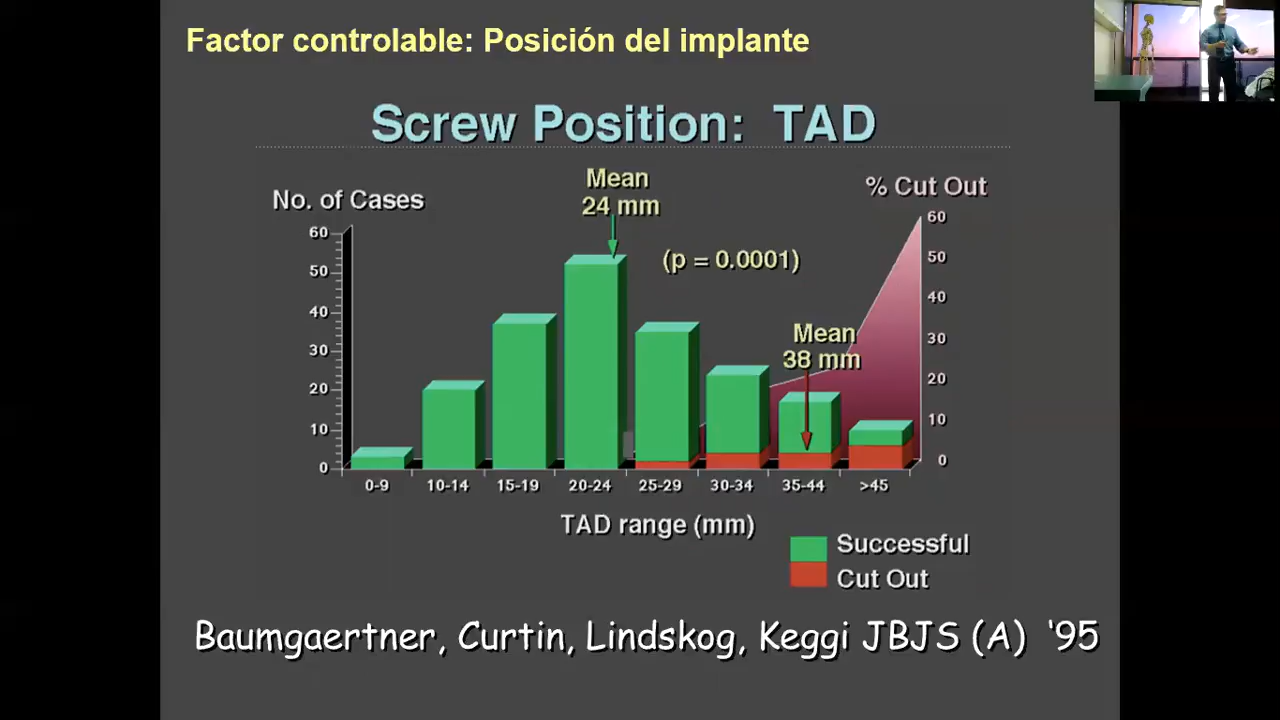 Factor controlable: Posición del implante
Screw Position: TAD
No. of Cases
Mean
24 mm
% Cut Out
(p = 0.0001)
Mean
38 mm
60
50
40
30
20
10
0
60
50
40
30
20
10
0
0-9 10-14 15-19 20-24 25-29 30-34 35-44 >45
TAD range (mm)
Successful
Cut Out
Baumgaertner, Curtin, Lindskog, Keggi JBJS (A) ‘95